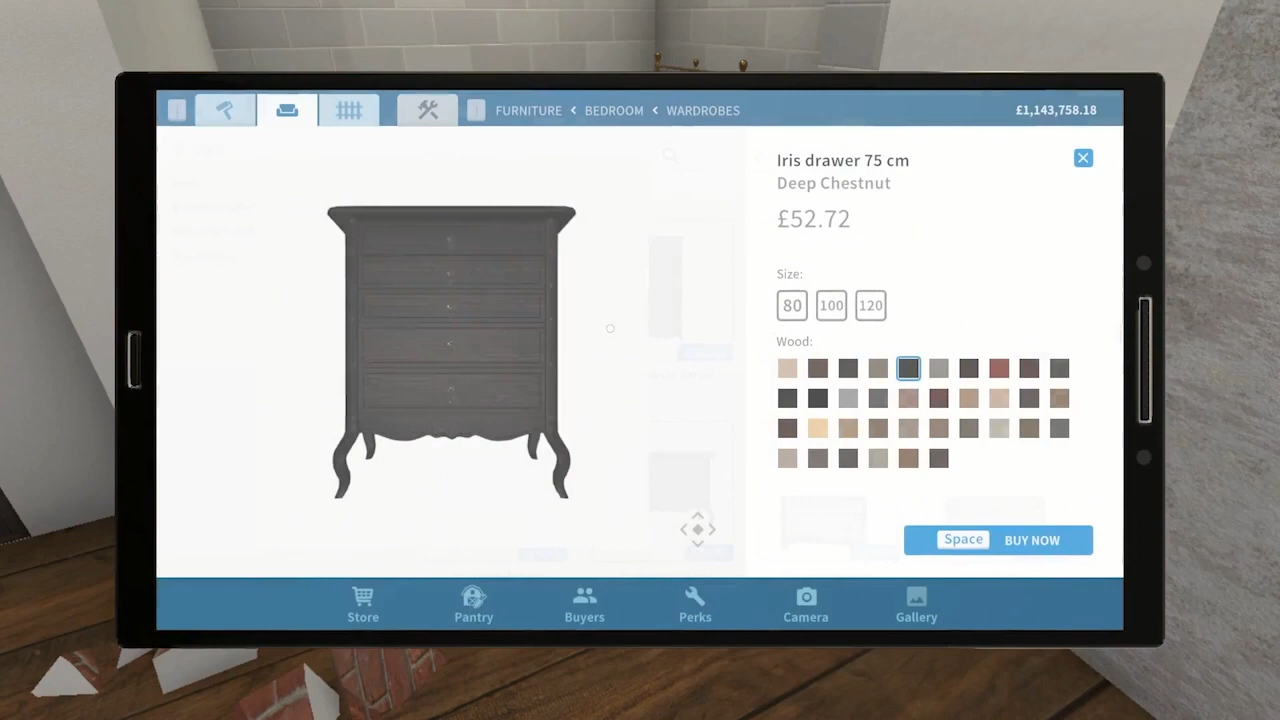 FURNITURE < BEDROOM < WARDROBES
£1,143,758.18
Iris drawer 75 cm
Deep Chestnut
£52.72
Size:
80 100 120
Wood:
Space BUY NOW
Store Pantry Buyers Perks Camera Gallery